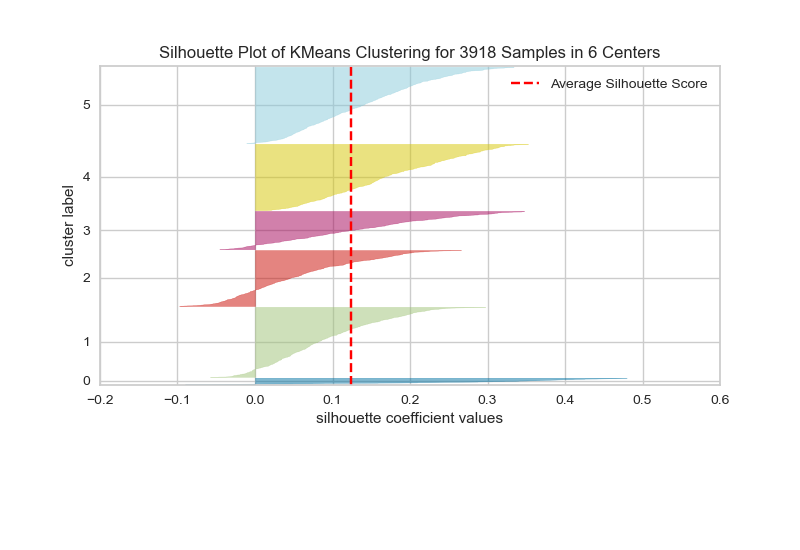 Silhouette Plot of KMeans Clustering for 3918 Samples in 6 Centers
Average Silhouette Score
cluster label
5
4
3
2
1
0
−0.2 −0.1 0.0 0.1 0.2 0.3 0.4 0.5 0.6
silhouette coefficient values